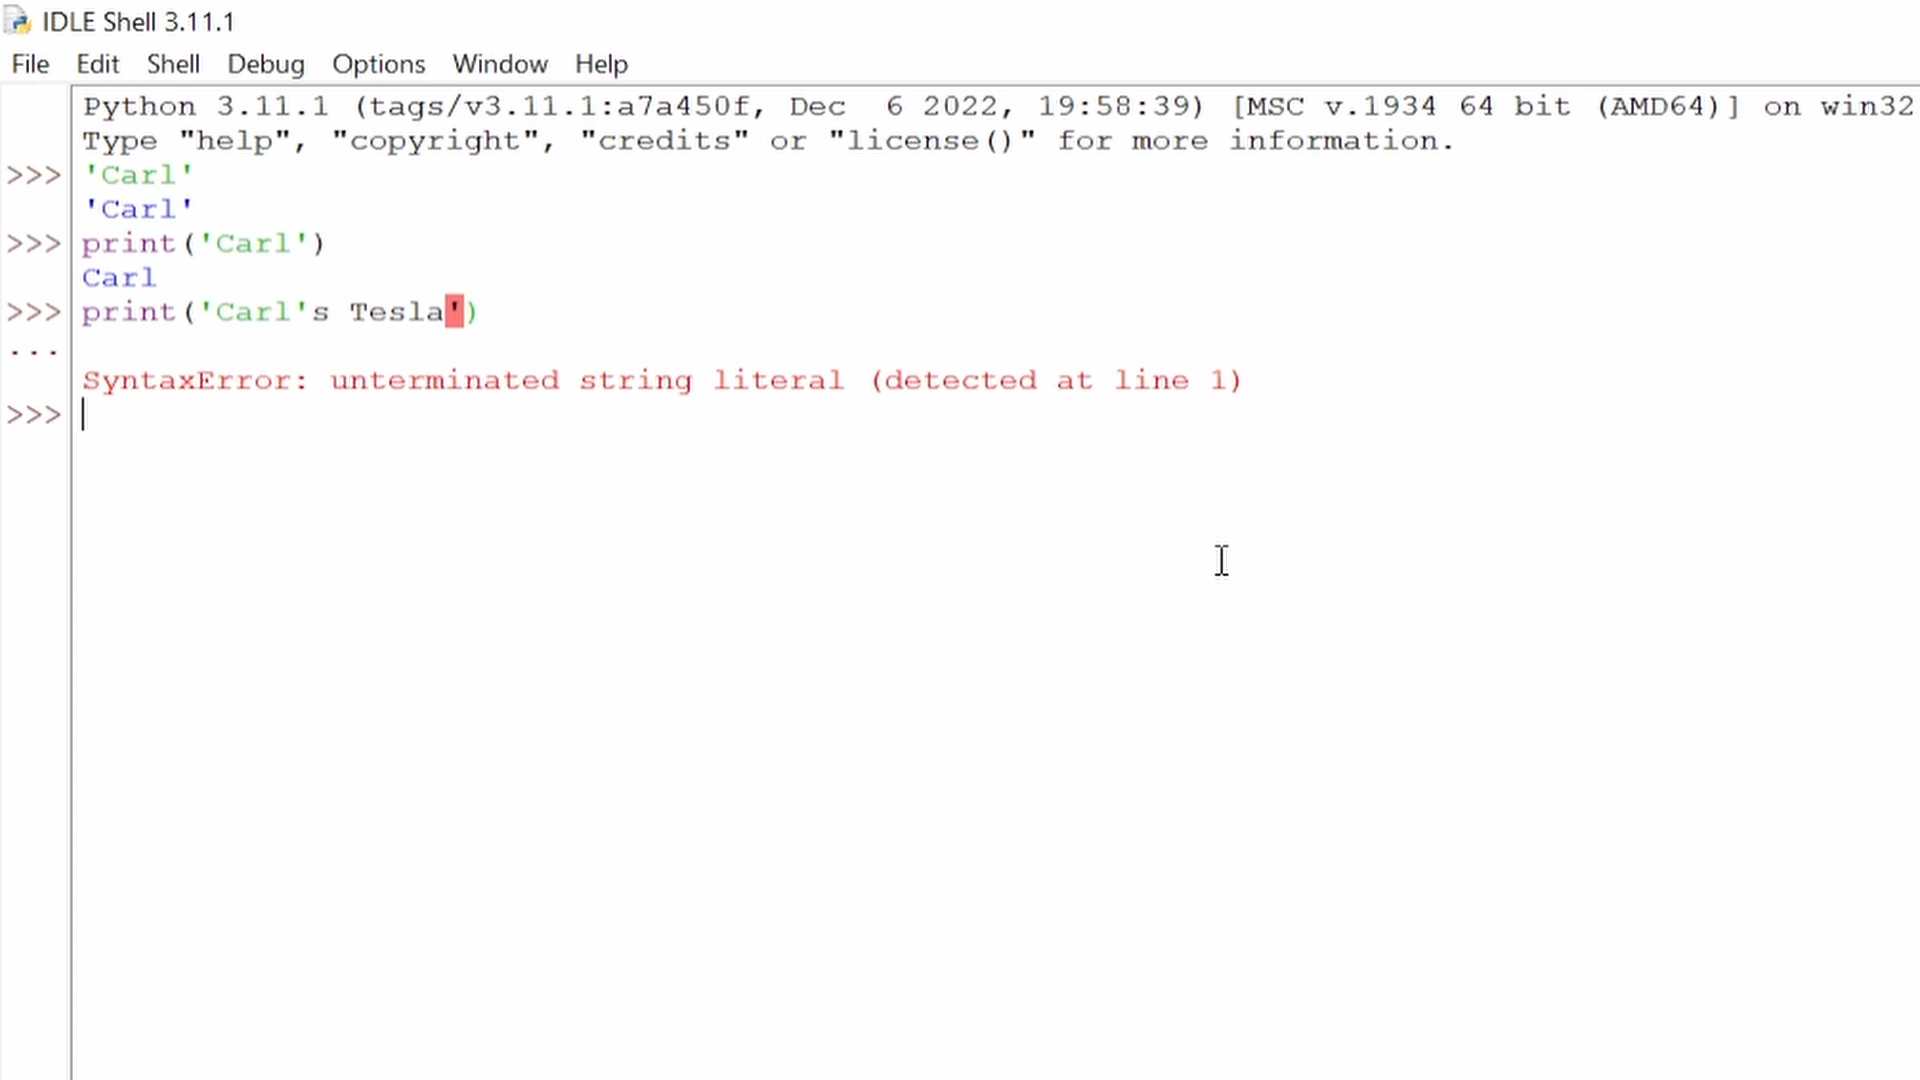 IDLE Shell 3.11.1
File Edit Shell Debug Options Window Help
Python 3.11.1 (tags/v3.11.1:a7a450f, Dec  6 2022, 19:58:39) [MSC v.1934 64 bit (AMD64)] on win32
Type "help", "copyright", "credits" or "license()" for more information.
>>> 'Carl'
'Carl'
>>> print('Carl')
Carl
>>> print('Carl's Tesla')
...
SyntaxError: unterminated string literal (detected at line 1)
>>>